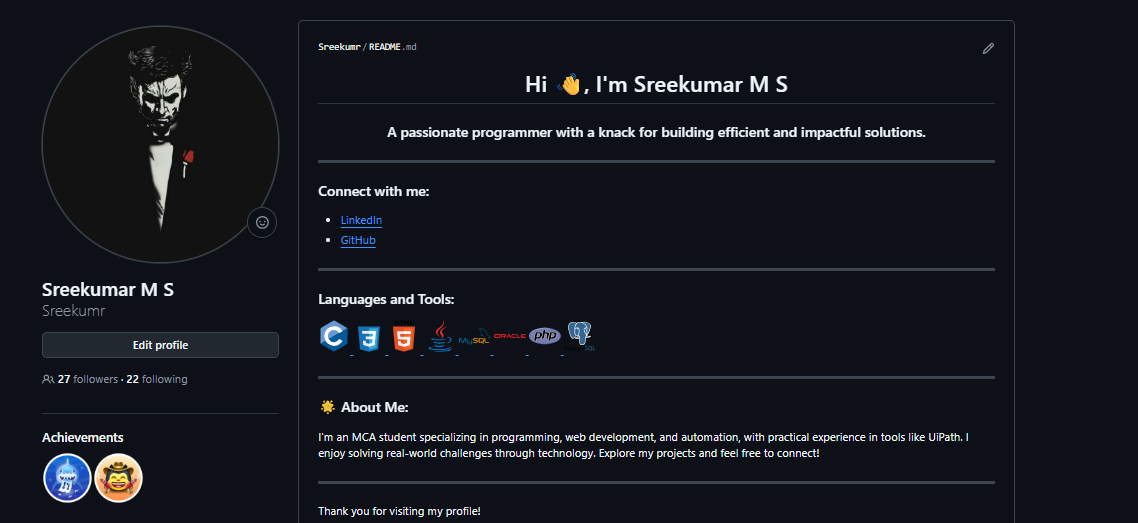 Sreekumr/README.md
Hi 👋, I'm Sreekumar M S
A passionate programmer with a knack for building efficient and impactful solutions.
Connect with me:
LinkedIn
GitHub
Languages and Tools:
C 3 5 Java MySQL ORACLE php
Sreekumar M S
Sreekumr
Edit profile
27 followers · 22 following
Achievements
🌟 About Me:
I'm an MCA student specializing in programming, web development, and automation, with practical experience in tools like UiPath. I
enjoy solving real-world challenges through technology. Explore my projects and feel free to connect!
Thank you for visiting my profile!